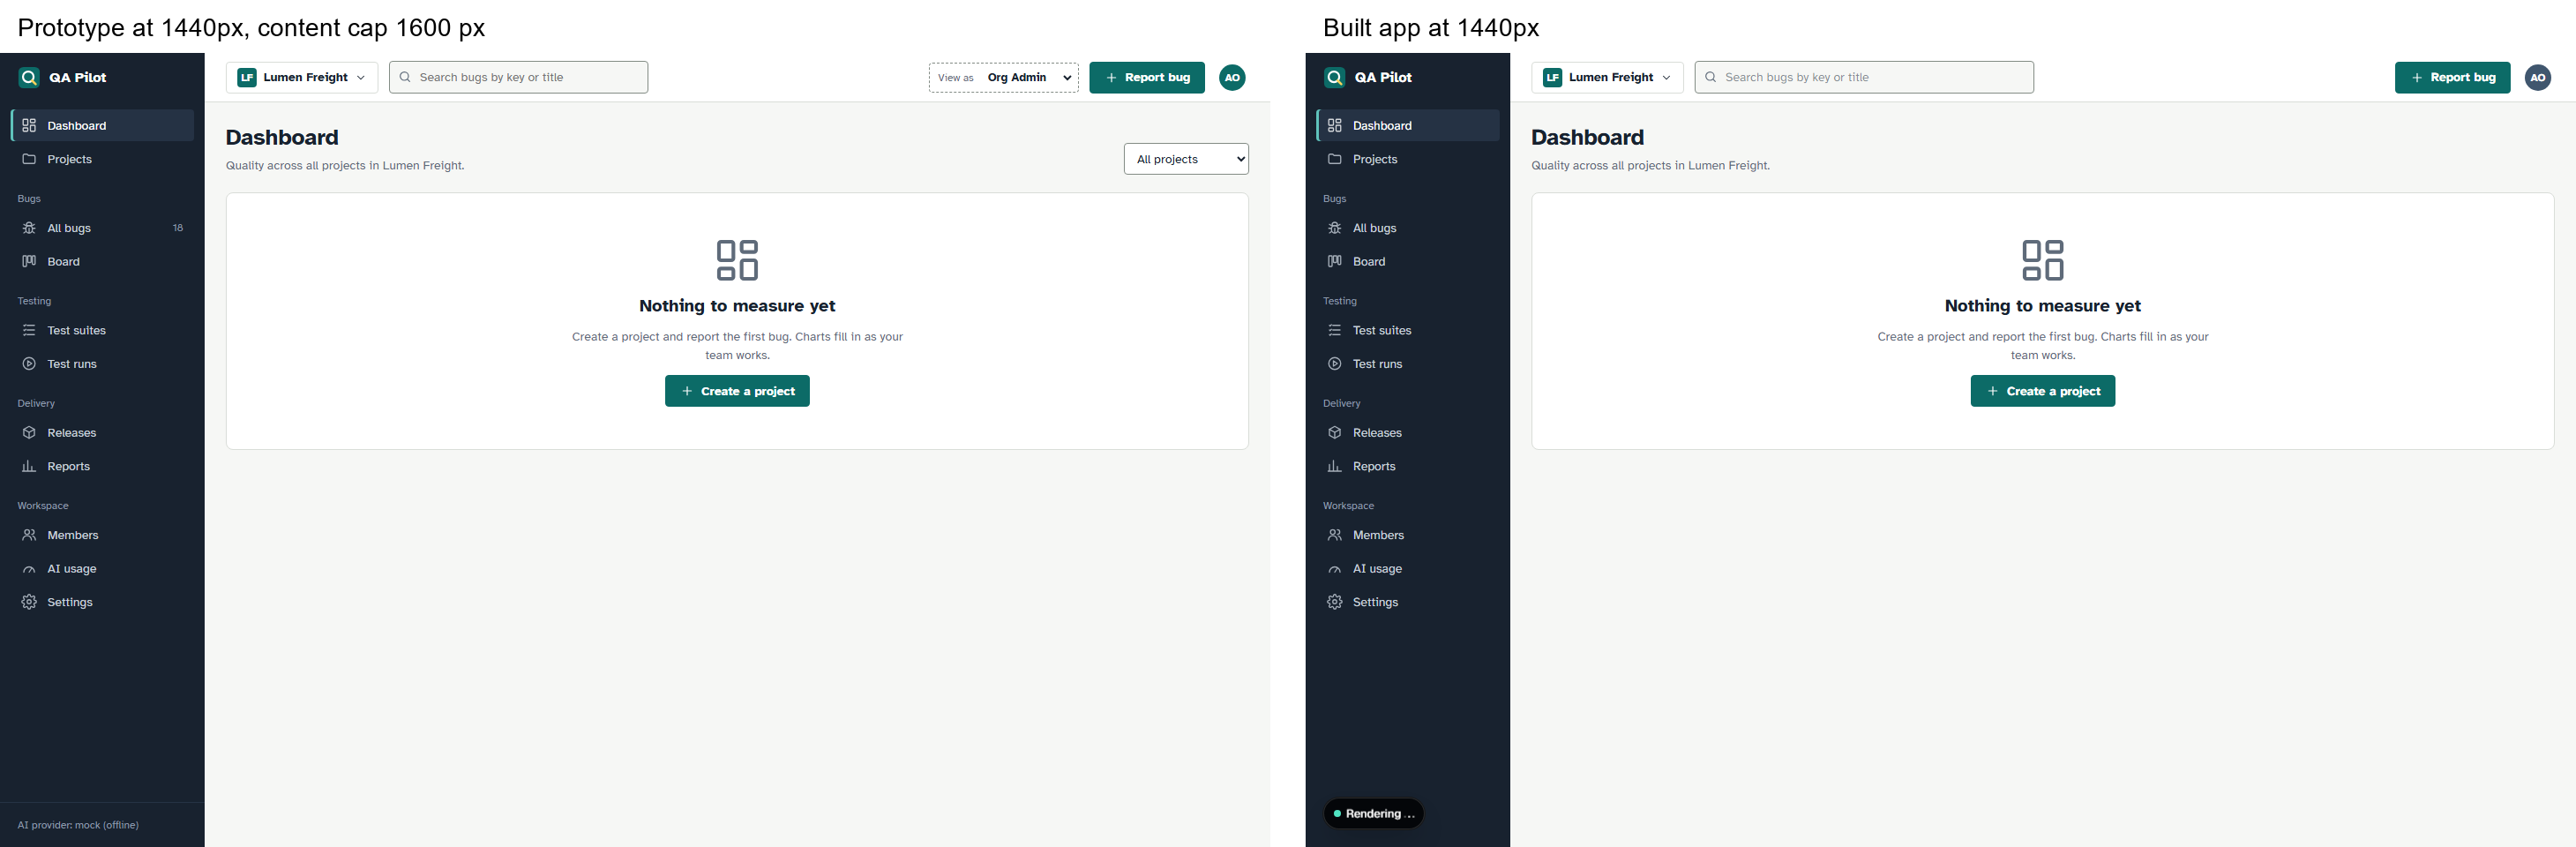 Prototype at 1440px, content cap 1600 px
QA Pilot
LF Lumen Freight
Search bugs by key or title
View as Org Admin
+ Report bug
AO
Dashboard
Projects
Bugs
All bugs 18
Board
Testing
Test suites
Test runs
Delivery
Releases
Reports
Workspace
Members
AI usage
Settings
AI provider: mock (offline)
Dashboard
Quality across all projects in Lumen Freight.
All projects
Nothing to measure yet
Create a project and report the first bug. Charts fill in as your
team works.
+ Create a project
Built app at 1440px
QA Pilot
LF Lumen Freight
Search bugs by key or title
+ Report bug
AO
Dashboard
Projects
Bugs
All bugs
Board
Testing
Test suites
Test runs
Delivery
Releases
Reports
Workspace
Members
AI usage
Settings
Rendering ...
Dashboard
Quality across all projects in Lumen Freight.
Nothing to measure yet
Create a project and report the first bug. Charts fill in as your
team works.
+ Create a project